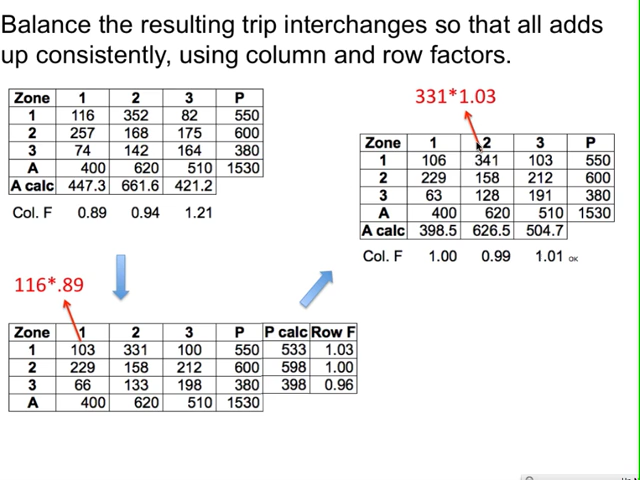 Balance the resulting trip interchanges so that all adds
up consistently, using column and row factors.
Zone 1 2 3 P
1 116 352 82 550
2 257 168 175 600
3 74 142 164 380
A 400 620 510 1530
A calc 447.3 661.6 421.2
Col. F 0.89 0.94 1.21
331*1.03
Zone 1 2 3 P
1 106 341 103 550
2 229 158 212 600
3 63 128 191 380
A 400 620 510 1530
A calc 398.5 626.5 504.7
Col. F 1.00 0.99 1.01 OK
116*.89
Zone 1 2 3 P P calc Row F
1 103 331 100 550 533 1.03
2 229 158 212 600 598 1.00
3 66 133 198 380 398 0.96
A 400 620 510 1530